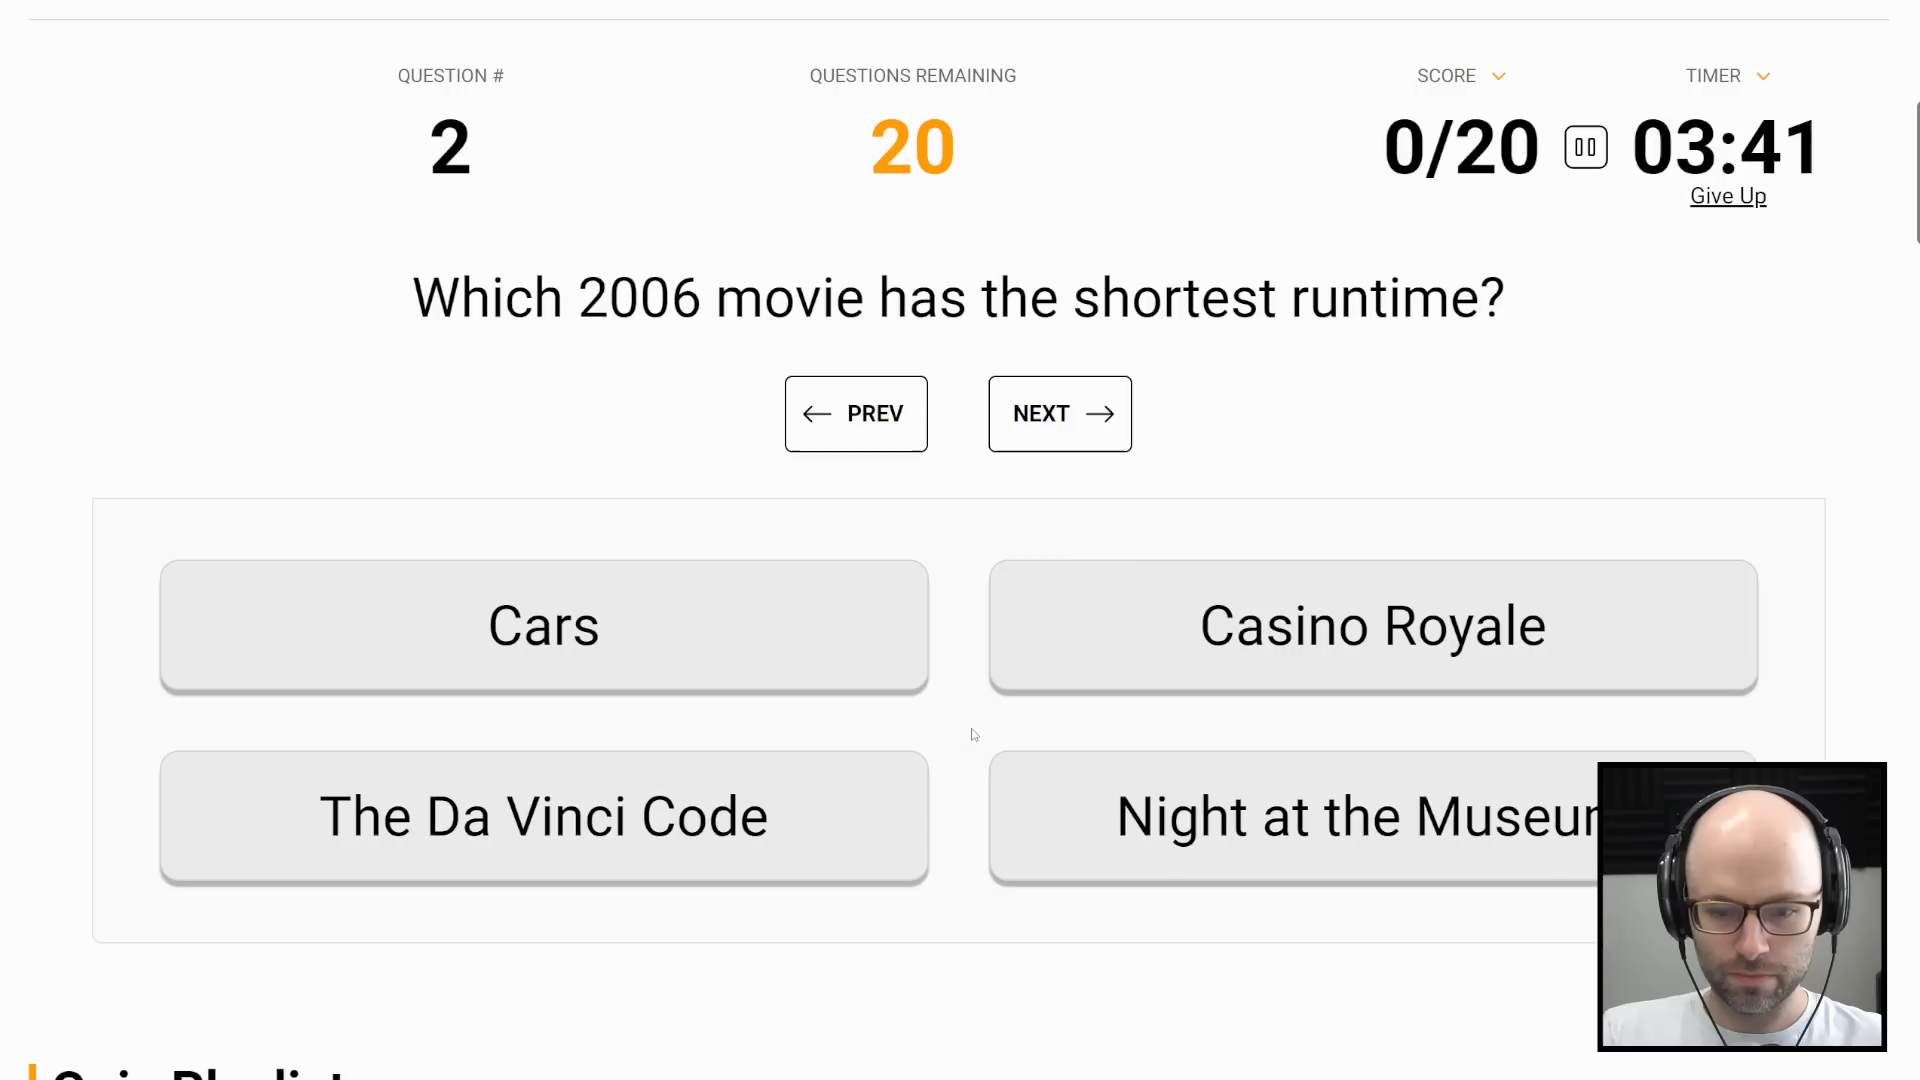 QUESTION #
QUESTIONS REMAINING
SCORE
TIMER
2
20
0/20
03:41
Give Up
Which 2006 movie has the shortest runtime?
PREV
NEXT
Cars
Casino Royale
The Da Vinci Code
Night at the